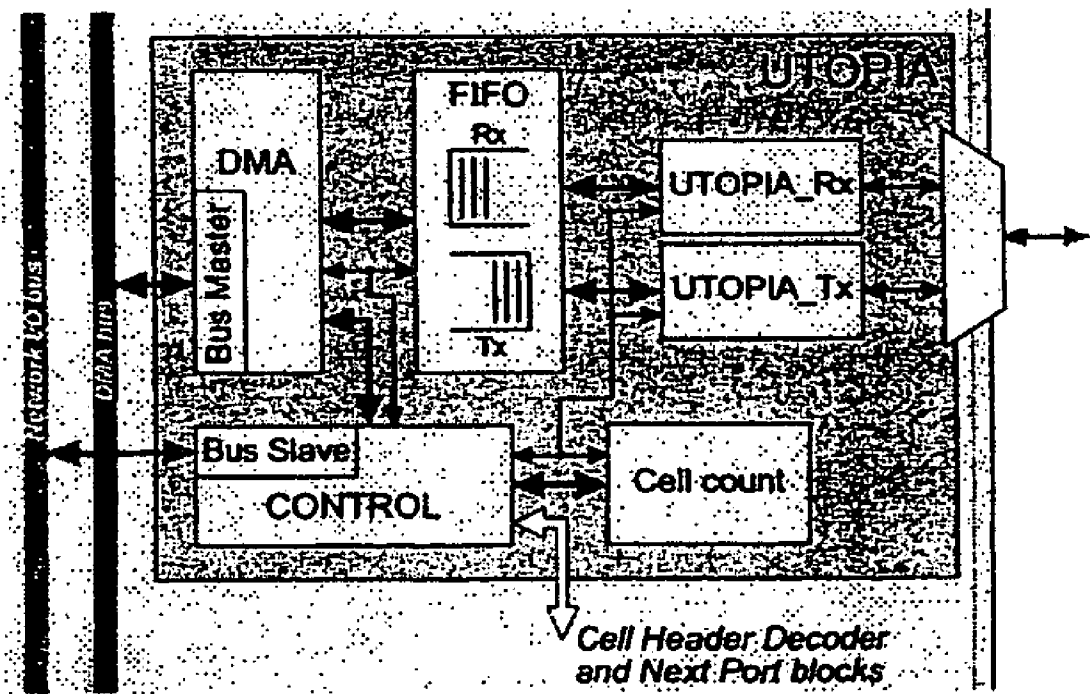 UTOPIA
FIFO
Rx
DMA
Bus Master
UTOPIA_Rx
UTOPIA_Tx
Tx
Network I/O bus
DMA bus
Bus Slave
CONTROL
Cell count
Cell Header Decoder
and Next Port blocks